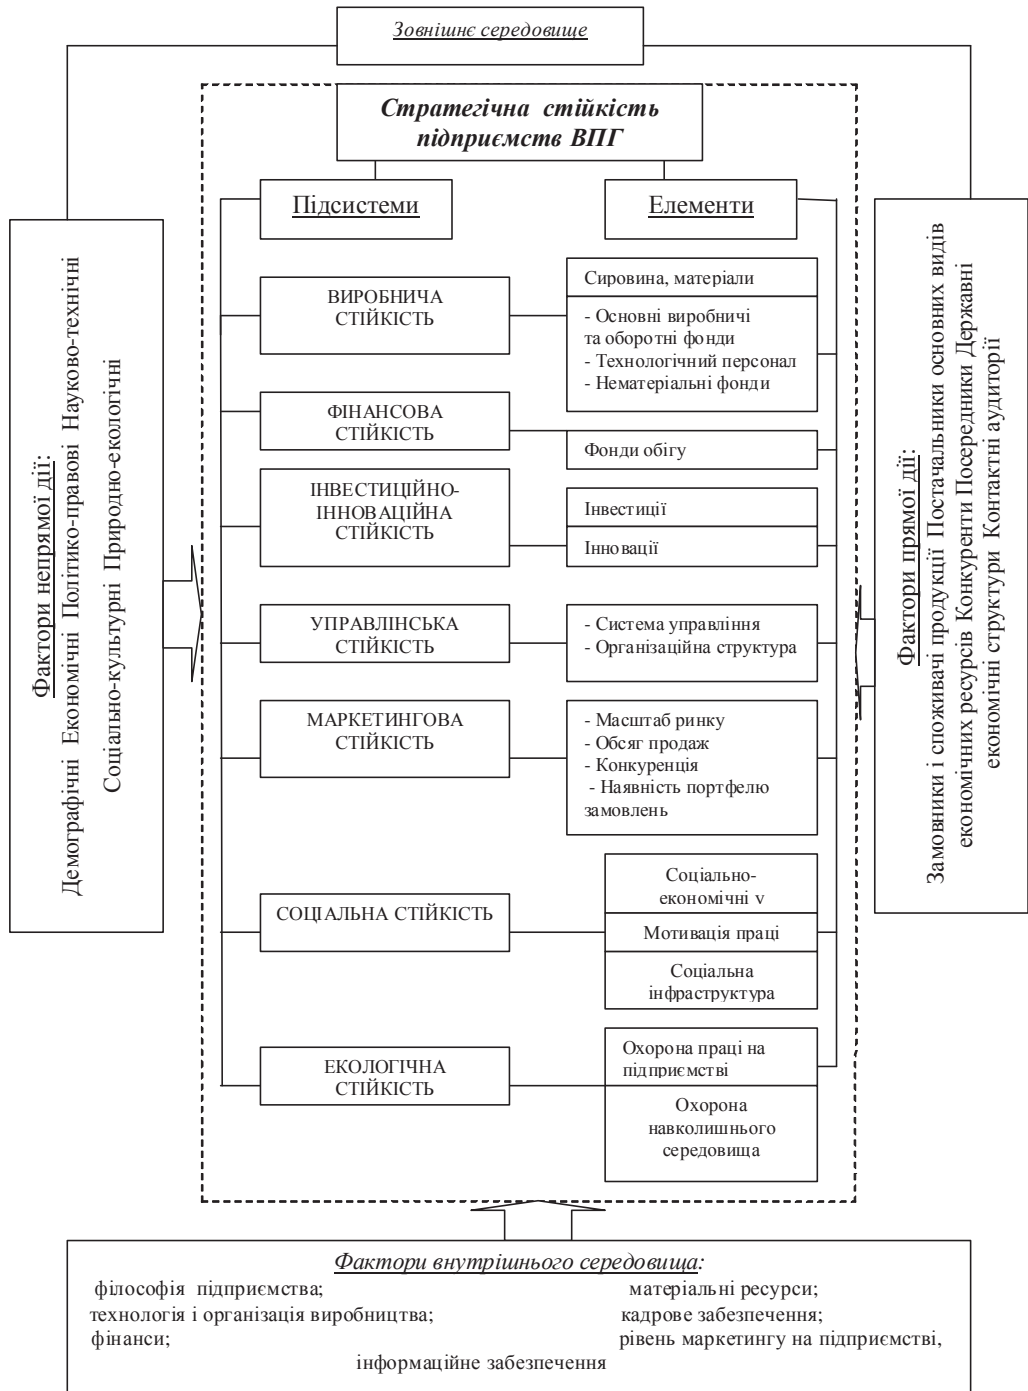 Зовнішнє середовище
Стратегічна стійкість
підприємств ВПГ
Підсистеми
Елементи
Фактори непрямої дії:
Демографічні Економічні Політико-правові Науково-технічні
Соціально-культурні Природно-екологічні
ВИРОБНИЧА
СТІЙКІСТЬ
Сировина, матеріали
- Основні виробничі
та оборотні фонди
- Технологічний персонал
- Нематеріальні фонди
ФІНАНСОВА
СТІЙКІСТЬ
Фонди обігу
ІНВЕСТИЦІЙНО-
ІННОВАЦІЙНА
СТІЙКІСТЬ
Інвестиції
Інновації
УПРАВЛІНСЬКА
СТІЙКІСТЬ
- Система управління
- Організаційна структура
МАРКЕТИНГОВА
СТІЙКІСТЬ
- Масштаб ринку
- Обсяг продаж
- Конкуренція
- Наявність портфелю
замовлень
СОЦІАЛЬНА СТІЙКІСТЬ
Соціально-
економічні v
Мотивація праці
Соціальна
інфраструктура
ЕКОЛОГІЧНА
СТІЙКІСТЬ
Охорона праці на
підприємстві
Охорона
навколишнього
середовища
Фактори прямої дії:
Замовники і споживачі продукції Постачальники основних видів
економічних ресурсів Конкуренти Посередники Державні
економічні структури Контактні аудиторії
Фактори внутрішнього середовища:
філософія підприємства; матеріальні ресурси;
технологія і організація виробництва; кадрове забезпечення;
фінанси; рівень маркетингу на підприємстві,
інформаційне забезпечення